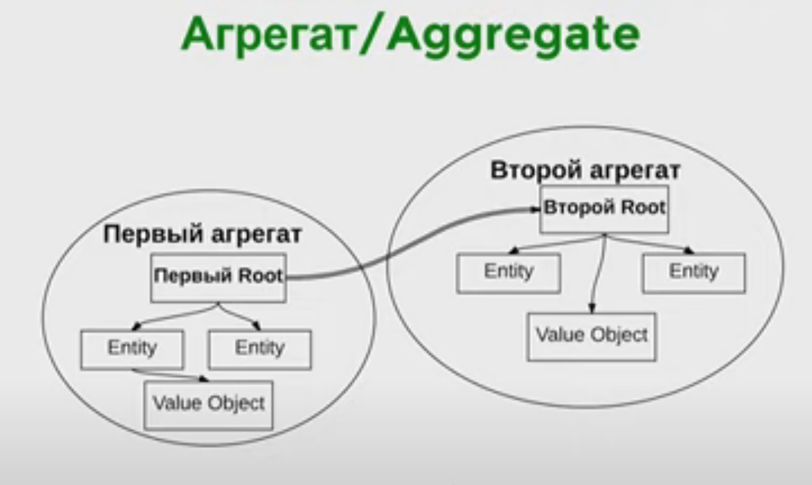 Агрегат/Aggregate
Первый агрегат
Первый Root
Entity
Entity
Value Object
Второй агрегат
Второй Root
Entity
Entity
Value Object